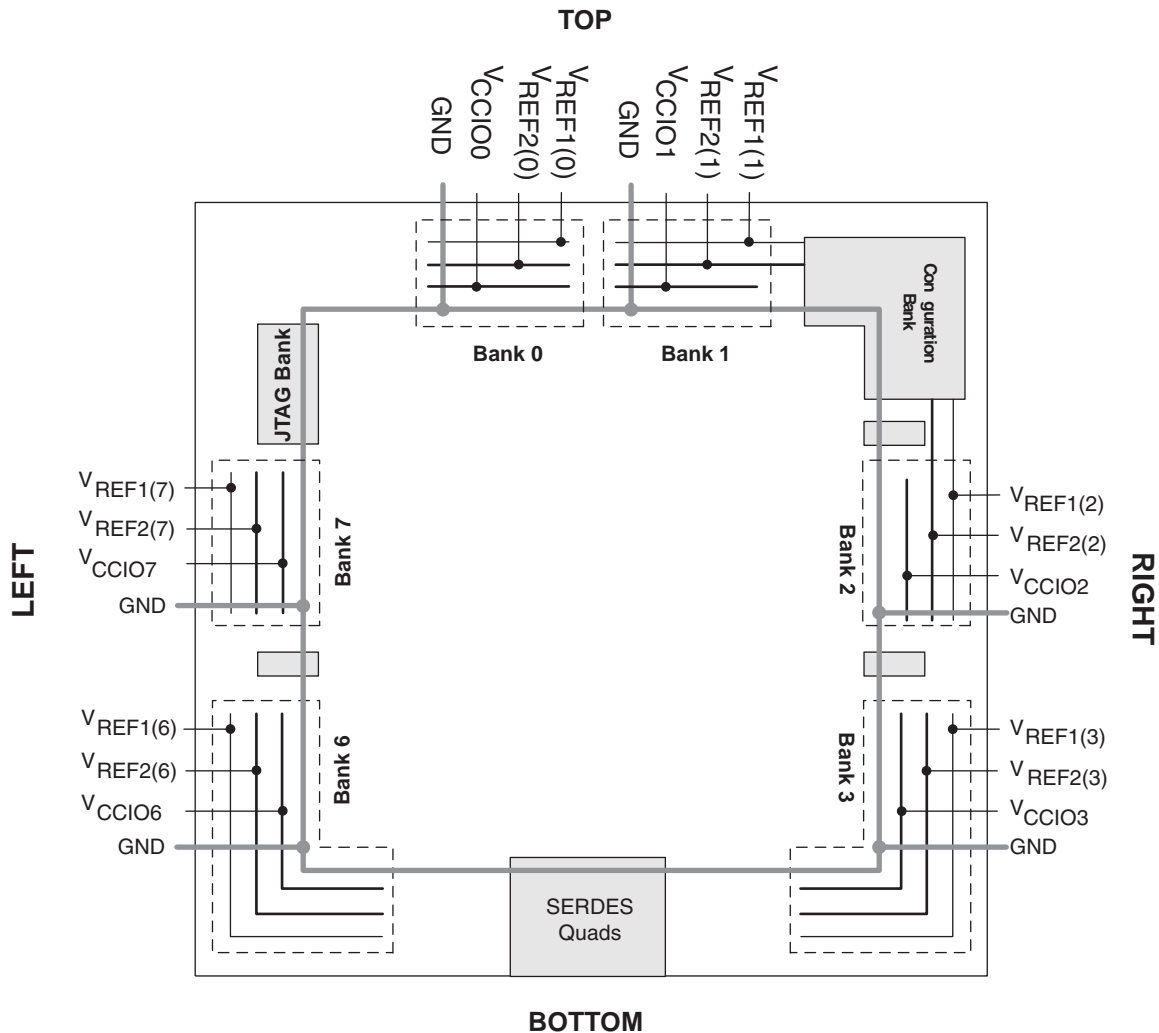 TOP
GND
VCCIO0
VREF2(0)
VREF1(0)
GND
VCCIO1
VREF2(1)
VREF1(1)
Con guration
Bank
Bank 0
Bank 1
JTAG Bank
LEFT
VREF1(7)
VREF2(7)
VCCIO7
GND
Bank 7
Bank 2
VREF1(2)
VREF2(2)
VCCIO2
GND
RIGHT
VREF1(6)
VREF2(6)
VCCIO6
GND
Bank 6
Bank 3
VREF1(3)
VREF2(3)
VCCIO3
GND
SERDES
Quads
BOTTOM